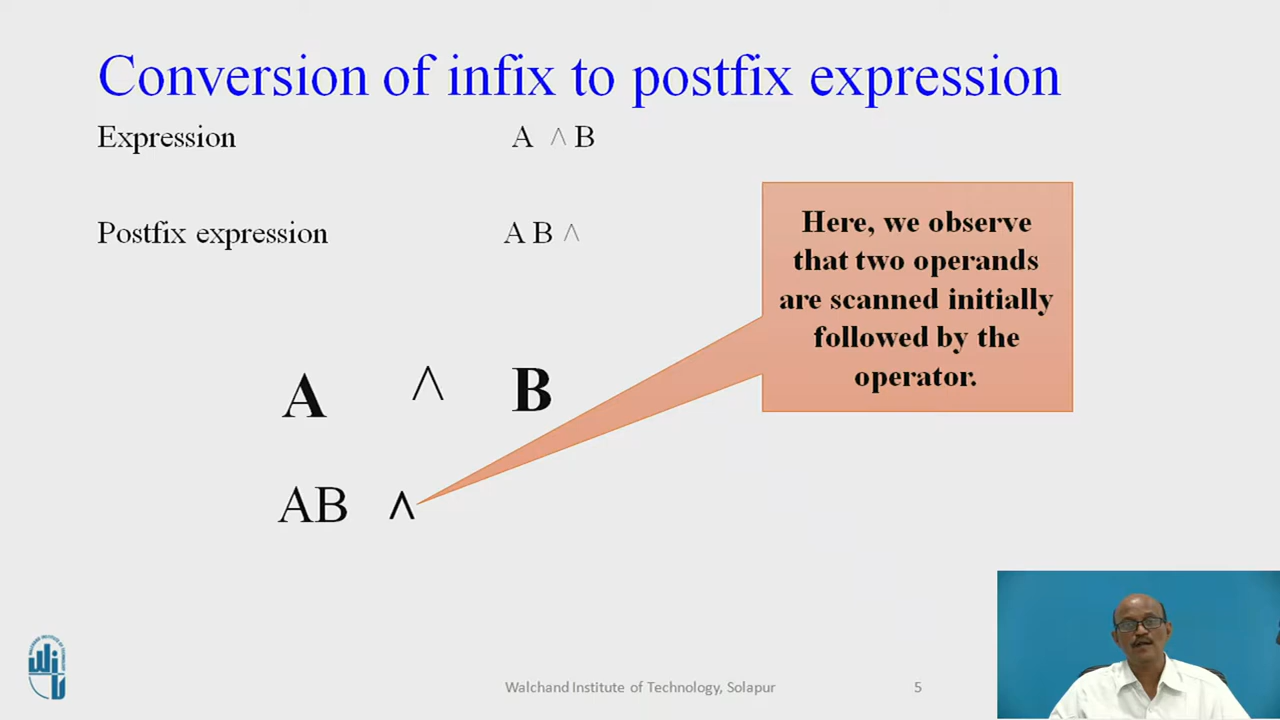 Conversion of infix to postfix expression
Expression A ^ B
Postfix expression A B ^
Here, we observe
that two operands
are scanned initially
followed by the
operator.
A ^ B
AB ^
Walchand Institute of Technology, Solapur 5